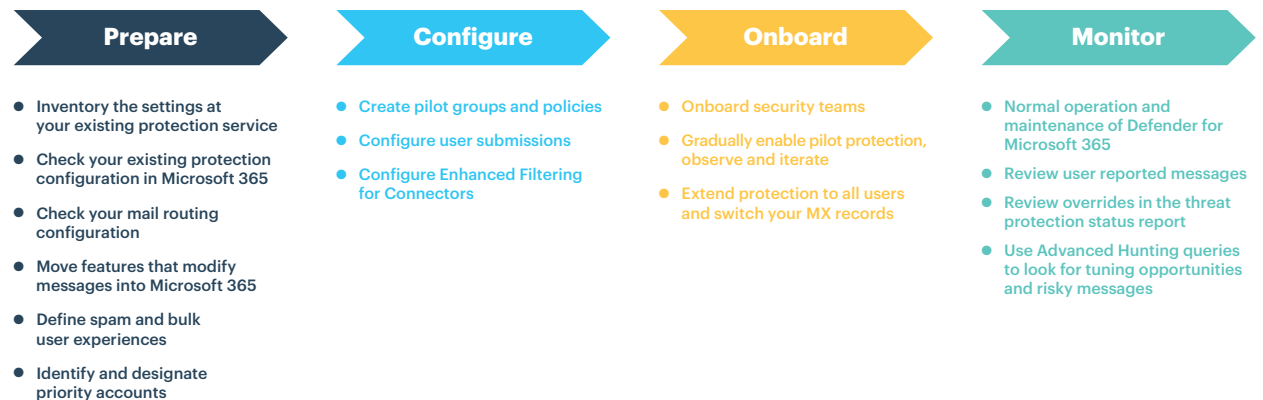 Prepare
Inventory the settings at
your existing protection service
Check your existing protection
configuration in Microsoft 365
Check your mail routing
configuration
Move features that modify
messages into Microsoft 365
Define spam and bulk
user experiences
Identify and designate
priority accounts
Configure
Create pilot groups and policies
Configure user submissions
Configure Enhanced Filtering
for Connectors
Onboard
Onboard security teams
Gradually enable pilot protection,
observe and iterate
Extend protection to all users
and switch your MX records
Monitor
Normal operation and
maintenance of Defender for
Microsoft 365
Review user reported messages
Review overrides in the threat
protection status report
Use Advanced Hunting queries
to look for tuning opportunities
and risky messages